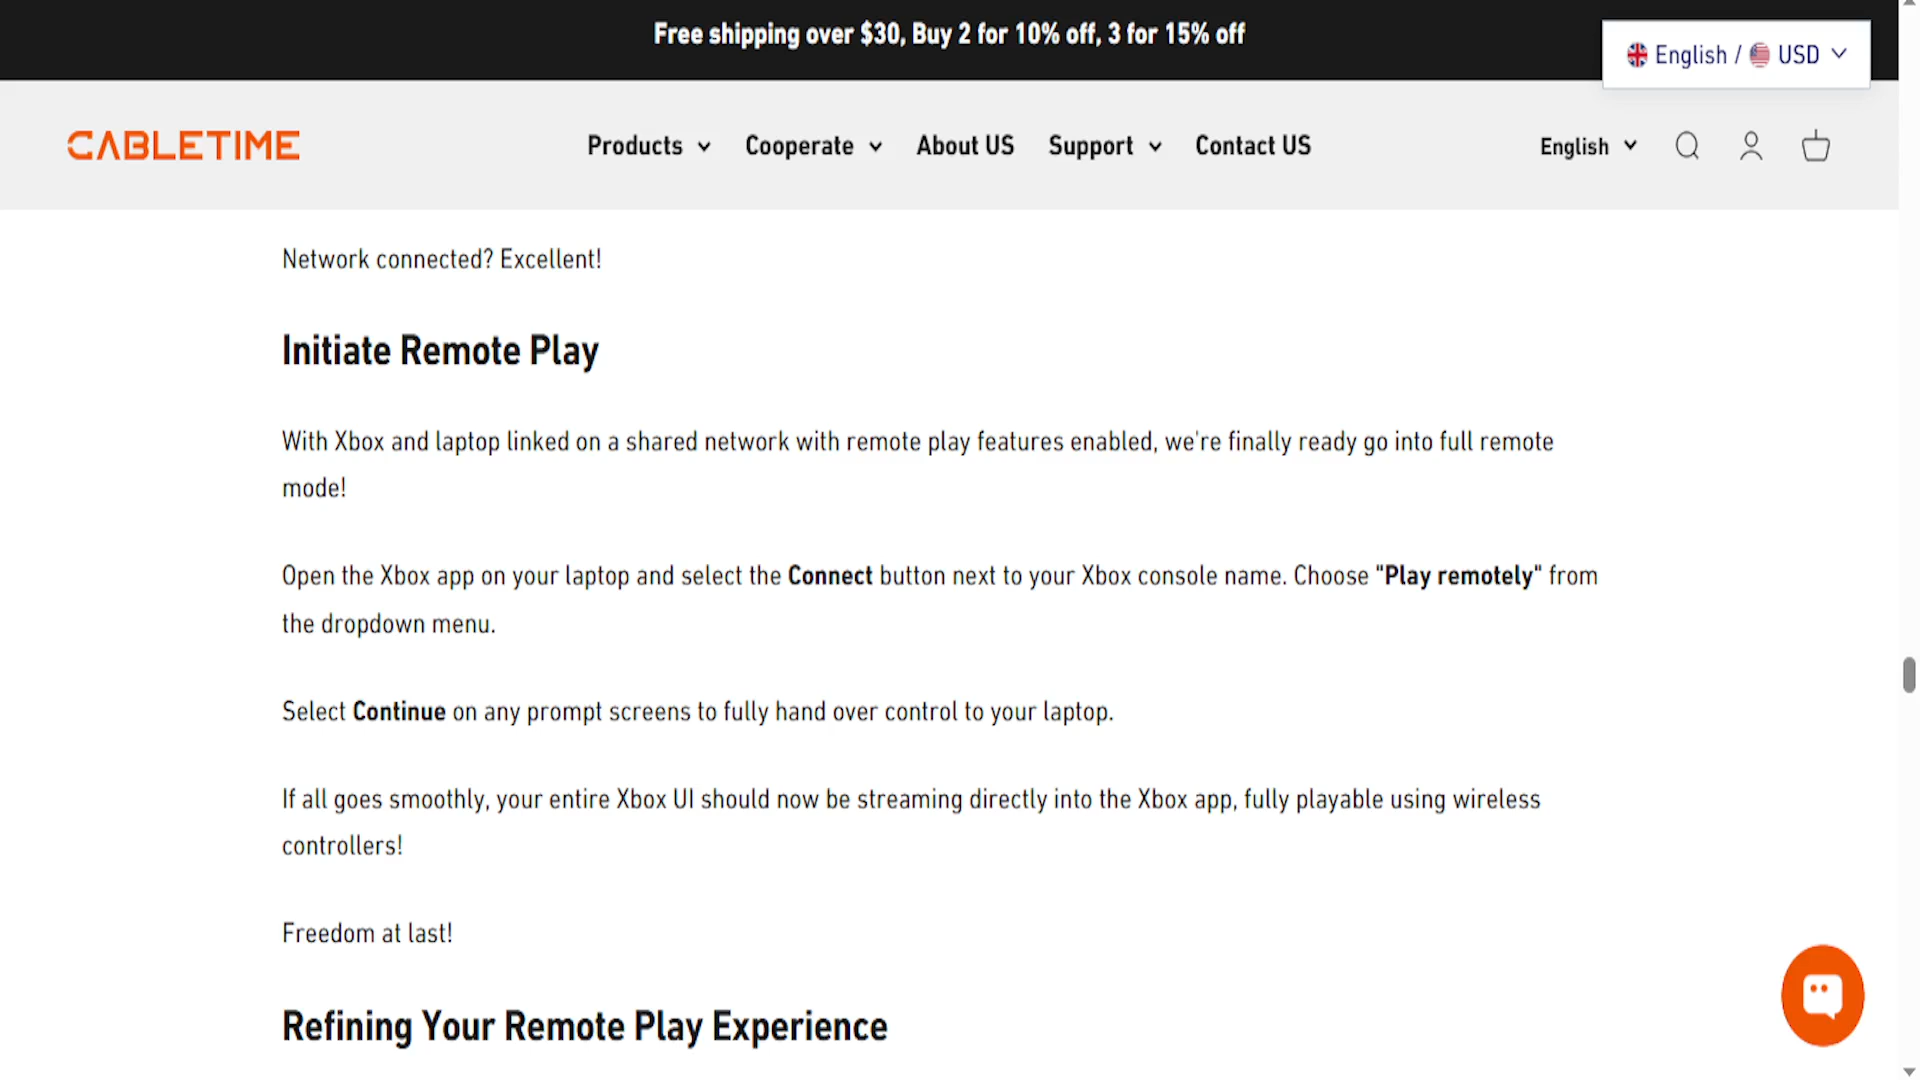 Free shipping over $30, Buy 2 for 10% off, 3 for 15% off
English / USD
CABLETIME
Products
Cooperate
About US
Support
Contact US
English
Network connected? Excellent!
Initiate Remote Play
With Xbox and laptop linked on a shared network with remote play features enabled, we're finally ready go into full remote
mode!
Open the Xbox app on your laptop and select the Connect button next to your Xbox console name. Choose "Play remotely" from
the dropdown menu.
Select Continue on any prompt screens to fully hand over control to your laptop.
If all goes smoothly, your entire Xbox UI should now be streaming directly into the Xbox app, fully playable using wireless
controllers!
Freedom at last!
Refining Your Remote Play Experience